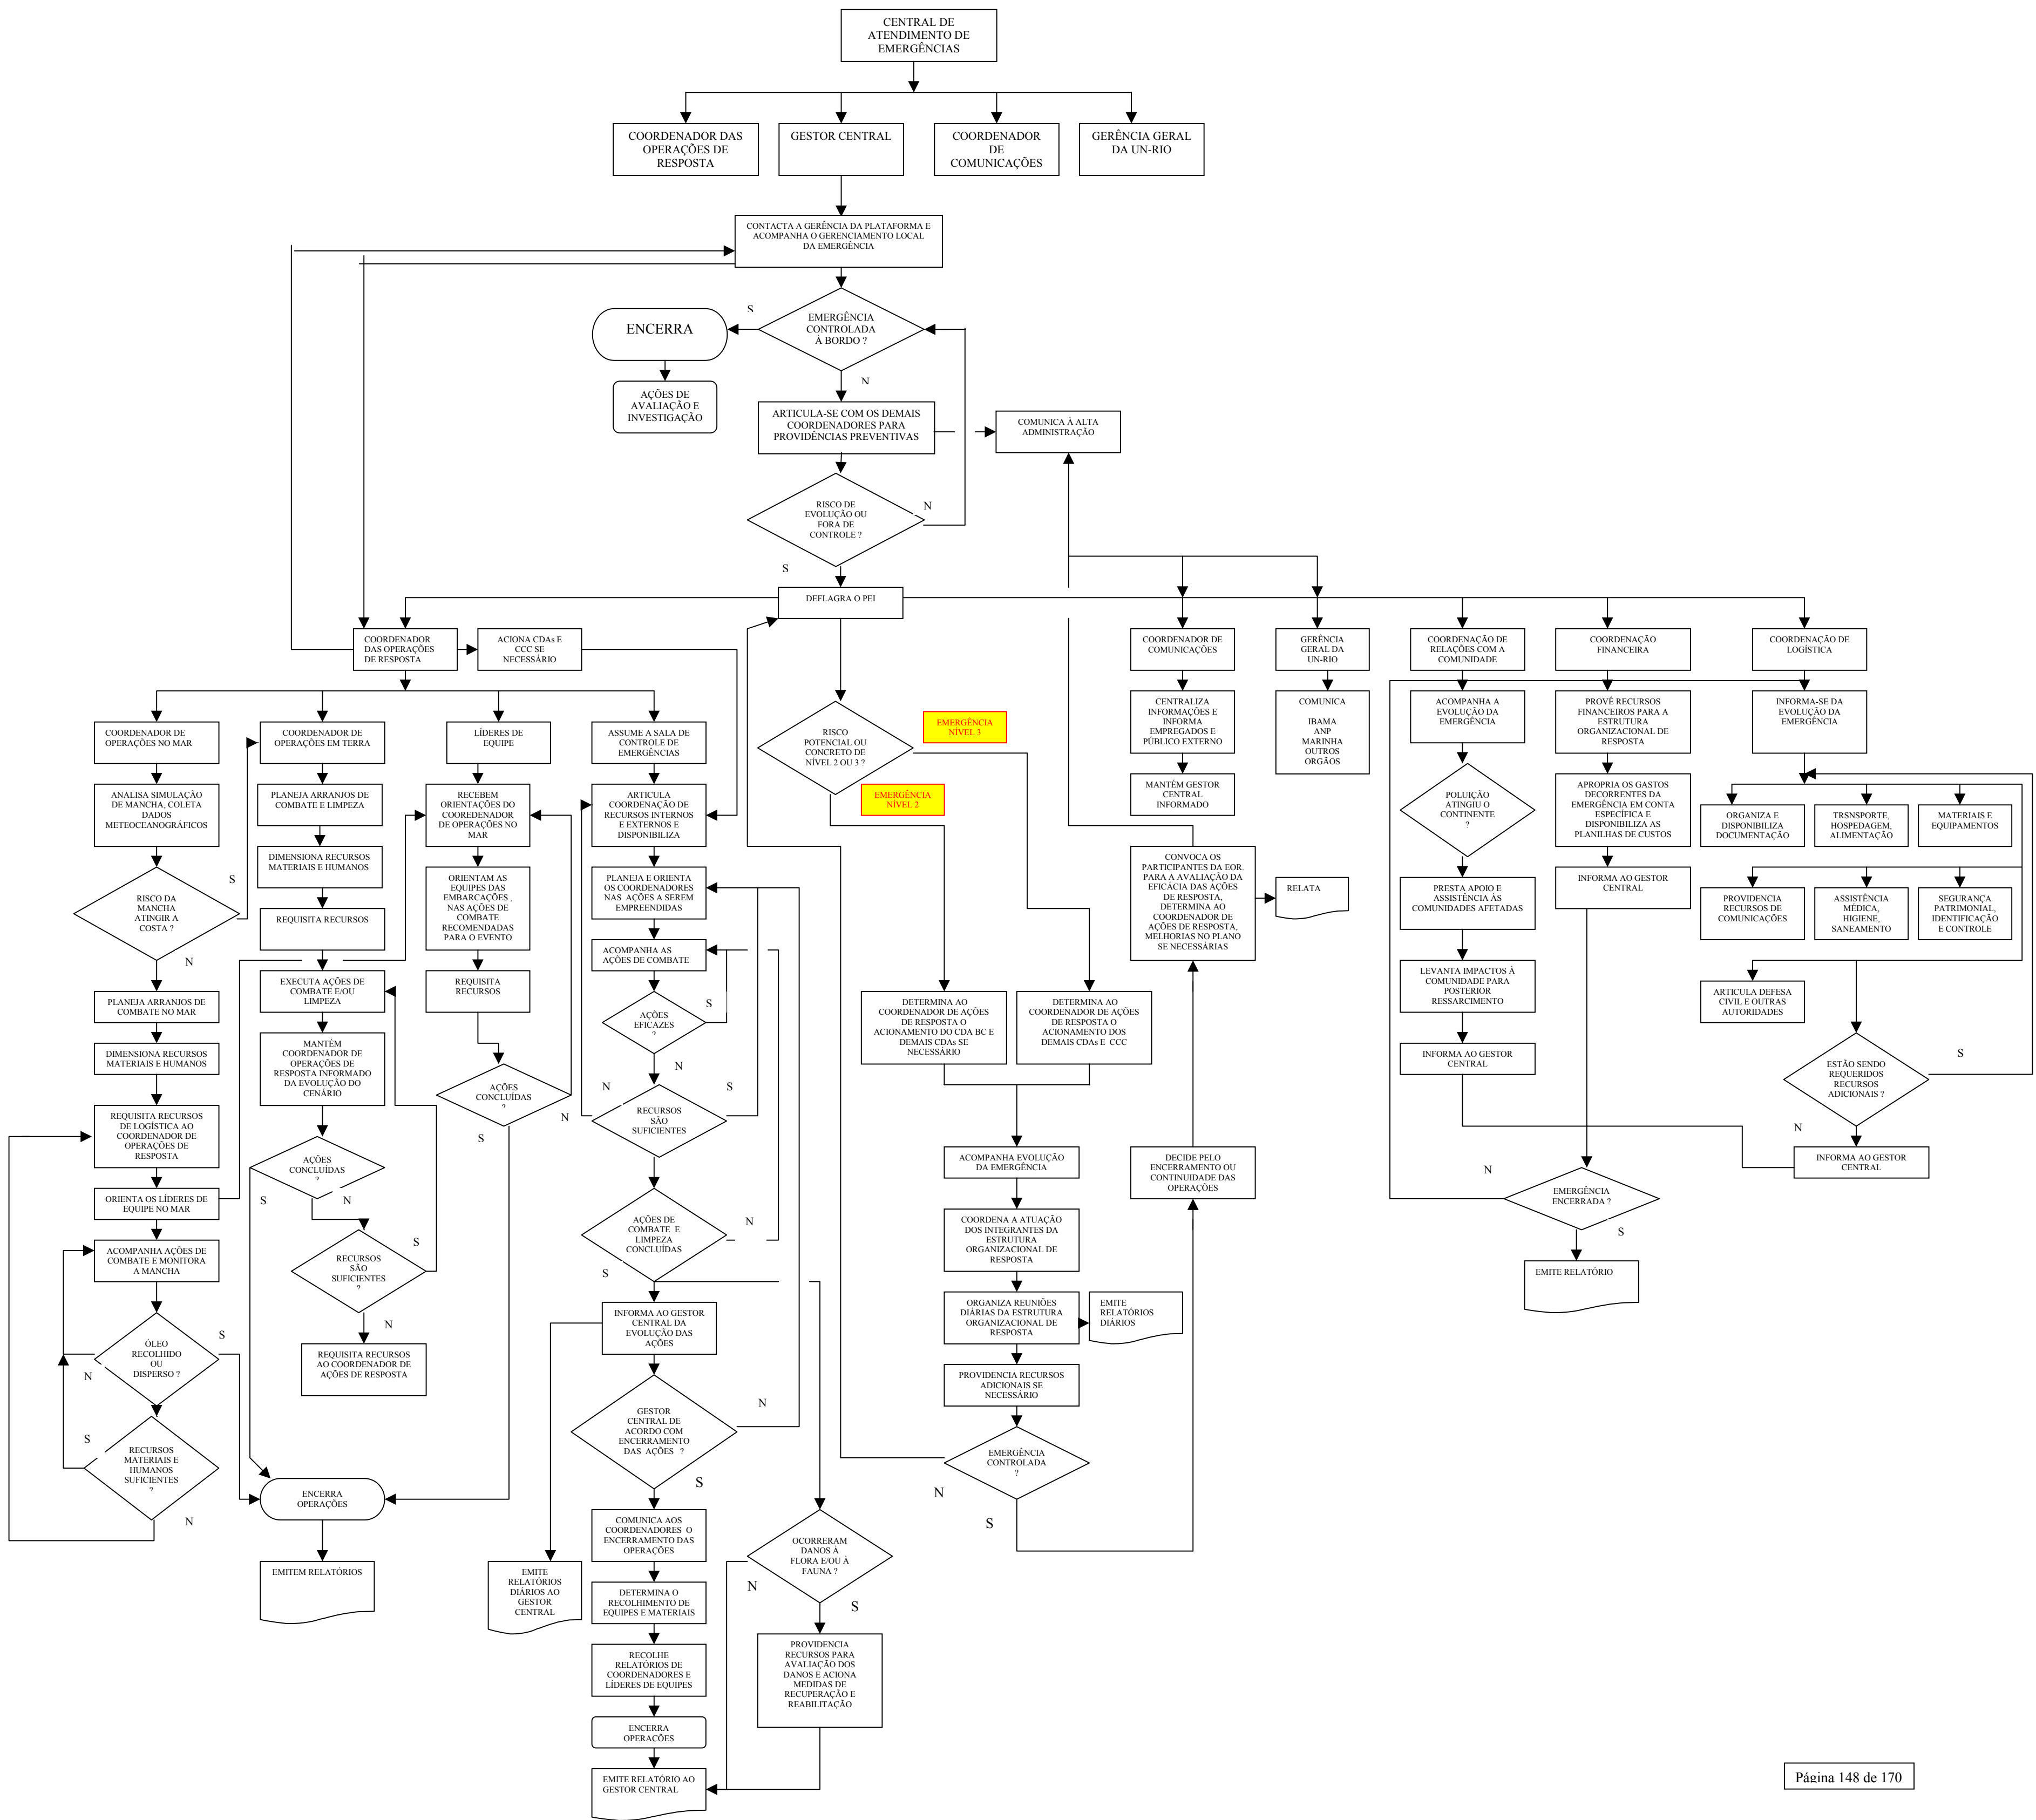 CENTRAL DE
ATENDIMENTO DE
EMERGÊNCIAS
COORDENADOR DAS
OPERAÇÕES DE
RESPOSTA
GESTOR CENTRAL
COORDENADOR
DE
COMUNICAÇÕES
GERÊNCIA GERAL
DA UN-RIO
CONTACTA A GERÊNCIA DA PLATAFORMA E
ACOMPANHA O GERENCIAMENTO LOCAL
DA EMERGÊNCIA
EMERGÊNCIA
CONTROLADA
À BORDO ?
S
N
ENCERRA
AÇÕES DE
AVALIAÇÃO E
INVESTIGAÇÃO
ARTICULA-SE COM OS DEMAIS
COORDENADORES PARA
PROVIDÊNCIAS PREVENTIVAS
COMUNICA À ALTA
ADMINISTRAÇÃO
RISCO DE
EVOLUÇÃO OU
FORA DE
CONTROLE ?
N
S
DEFLAGRA O PEI
COORDENADOR
DAS OPERAÇÕES
DE RESPOSTA
ACIONA CDAs E
CCC SE
NECESSÁRIO
COORDENADOR DE
OPERAÇÕES NO MAR
ANALISA SIMULAÇÃO
DE MANCHA, COLETA
DADOS
METEOCEANOGRÁFICOS
RISCO DA
MANCHA
ATINGIR A
COSTA ?
S
N
PLANEJA ARRANJOS DE
COMBATE NO MAR
DIMENSIONA RECURSOS
MATERIAIS E HUMANOS
REQUISITA RECURSOS
DE LOGÍSTICA AO
COORDENADOR DE
OPERAÇÕES DE
RESPOSTA
ORIENTA OS LÍDERES DE
EQUIPE NO MAR
ACOMPANHA AÇÕES DE
COMBATE E MONITORA
A MANCHA
ÓLEO
RECOLHIDO
OU
DISPERSO ?
S
N
RECURSOS
MATERIAIS E
HUMANOS
SUFICIENTES
?
S
N
COORDENADOR DE
OPERAÇÕES EM TERRA
PLANEJA ARRANJOS DE
COMBATE E LIMPEZA
DIMENSIONA RECURSOS
MATERIAIS E HUMANOS
REQUISITA RECURSOS
EXECUTA AÇÕES DE
COMBATE E/OU
LIMPEZA
MANTÉM
COORDENADOR DE
OPERAÇÕES DE
RESPOSTA INFORMADO
DA EVOLUÇÃO DO
CENÁRIO
AÇÕES
CONCLUÍDAS
?
S
N
RECURSOS
SÃO
SUFICIENTES
?
S
N
REQUISITA RECURSOS
AO COORDENADOR DE
AÇÕES DE RESPOSTA
ENCERRA
OPERAÇÕES
EMITEM RELATÓRIOS
LÍDERES DE
EQUIPE
RECEBEM
ORIENTAÇÕES DO
COOREDENADOR
DE OPERAÇÕES NO
MAR
ORIENTAM AS
EQUIPES DAS
EMBARCAÇÕES ,
NAS AÇÕES DE
COMBATE
RECOMENDADAS
PARA O EVENTO
REQUISITA
RECURSOS
AÇÕES
CONCLUÍDAS
?
N
S
ASSUME A SALA DE
CONTROLE DE
EMERGÊNCIAS
ARTICULA
COORDENAÇÃO DE
RECURSOS INTERNOS
E EXTERNOS E
DISPONIBILIZA
PLANEJA E ORIENTA
OS COORDENADORES
NAS AÇÕES A SEREM
EMPREENDIDAS
ACOMPANHA AS
AÇÕES DE COMBATE
AÇÕES
EFICAZES
?
S
N
RECURSOS
SÃO
SUFICIENTES
N
S
AÇÕES DE
COMBATE E
LIMPEZA
CONCLUÍDAS
N
S
INFORMA AO GESTOR
CENTRAL DA
EVOLUÇÃO DAS
AÇÕES
GESTOR
CENTRAL DE
ACORDO COM
ENCERRAMENTO
DAS AÇÕES ?
N
S
COMUNICA AOS
COORDENADORES O
ENCERRAMENTO DAS
OPERAÇÕES
EMITE
RELATÓRIOS
DIÁRIOS AO
GESTOR
CENTRAL
DETERMINA O
RECOLHIMENTO DE
EQUIPES E MATERIAIS
RECOLHE
RELATÓRIOS DE
COORDENADORES E
LÍDERES DE EQUIPES
ENCERRA
OPERAÇÕES
EMITE RELATÓRIO AO
GESTOR CENTRAL
OCORRERAM
DANOS À
FLORA E/OU À
FAUNA ?
N
S
PROVIDENCIA
RECURSOS PARA
AVALIAÇÃO DOS
DANOS E ACIONA
MEDIDAS DE
RECUPERAÇÃO E
REABILITAÇÃO
RISCO
POTENCIAL OU
CONCRETO DE
NÍVEL 2 OU 3 ?
EMERGÊNCIA
NÍVEL 3
EMERGÊNCIA
NÍVEL 2
DETERMINA AO
COORDENADOR DE AÇÕES
DE RESPOSTA O
ACIONAMENTO DO CDA BC E
DEMAIS CDAs SE
NECESSÁRIO
DETERMINA AO
COORDENADOR DE AÇÕES
DE RESPOSTA O
ACIONAMENTO DOS
DEMAIS CDAs E CCC
ACOMPANHA EVOLUÇÃO
DA EMERGÊNCIA
COORDENA A ATUAÇÃO
DOS INTEGRANTES DA
ESTRUTURA
ORGANIZACIONAL DE
RESPOSTA
ORGANIZA REUNIÕES
DIÁRIAS DA ESTRUTURA
ORGANIZACIONAL DE
RESPOSTA
EMITE
RELATÓRIOS
DIÁRIOS
PROVIDENCIA RECURSOS
ADICIONAIS SE
NECESSÁRIO
EMERGÊNCIA
CONTROLADA
?
N
S
DECIDE PELO
ENCERRAMENTO OU
CONTINUIDADE DAS
OPERAÇÕES
CONVOCA OS
PARTICIPANTES DA EOR.
PARA A AVALIAÇÃO DA
EFICÁCIA DAS AÇÕES
DE RESPOSTA,
DETERMINA AO
COORDENADOR DE
AÇÕES DE RESPOSTA,
MELHORIAS NO PLANO
SE NECESSÁRIAS
RELATA
COORDENADOR DE
COMUNICAÇÕES
CENTRALIZA
INFORMAÇÕES E
INFORMA
EMPREGADOS E
PÚBLICO EXTERNO
MANTÉM GESTOR
CENTRAL
INFORMADO
GERÊNCIA
GERAL DA
UN-RIO
COMUNICA
IBAMA
ANP
MARINHA
OUTROS
ORGÃOS
COORDENAÇÃO DE
RELAÇÕES COM A
COMUNIDADE
ACOMPANHA A
EVOLUÇÃO DA
EMERGÊNCIA
POLUIÇÃO
ATINGIU O
CONTINENTE
?
PRESTA APOIO E
ASSISTÊNCIA ÀS
COMUNIDADES AFETADAS
LEVANTA IMPACTOS À
COMUNIDADE PARA
POSTERIOR
RESSARCIMENTO
INFORMA AO GESTOR
CENTRAL
COORDENAÇÃO
FINANCEIRA
PROVÊ RECURSOS
FINANCEIROS PARA A
ESTRUTURA
ORGANIZACIONAL DE
RESPOSTA
APROPRIA OS GASTOS
DECORRENTES DA
EMERGÊNCIA EM CONTA
ESPECÍFICA E
DISPONIBILIZA AS
PLANILHAS DE CUSTOS
INFORMA AO GESTOR
CENTRAL
EMERGÊNCIA
ENCERRADA ?
N
S
EMITE RELATÓRIO
COORDENAÇÃO DE
LOGÍSTICA
INFORMA-SE DA
EVOLUÇÃO DA
EMERGÊNCIA
ORGANIZA E
DISPONIBILIZA
DOCUMENTAÇÃO
TRSNSPORTE,
HOSPEDAGEM,
ALIMENTAÇÃO
MATERIAIS E
EQUIPAMENTOS
PROVIDENCIA
RECURSOS DE
COMUNICAÇÕES
ASSISTÊNCIA
MÉDICA,
HIGIENE,
SANEAMENTO
SEGURANÇA
PATRIMONIAL,
IDENTIFICAÇÃO
E CONTROLE
ARTICULA DEFESA
CIVIL E OUTRAS
AUTORIDADES
ESTÃO SENDO
REQUERIDOS
RECURSOS
ADICIONAIS ?
S
N
INFORMA AO GESTOR
CENTRAL
Página 148 de 170